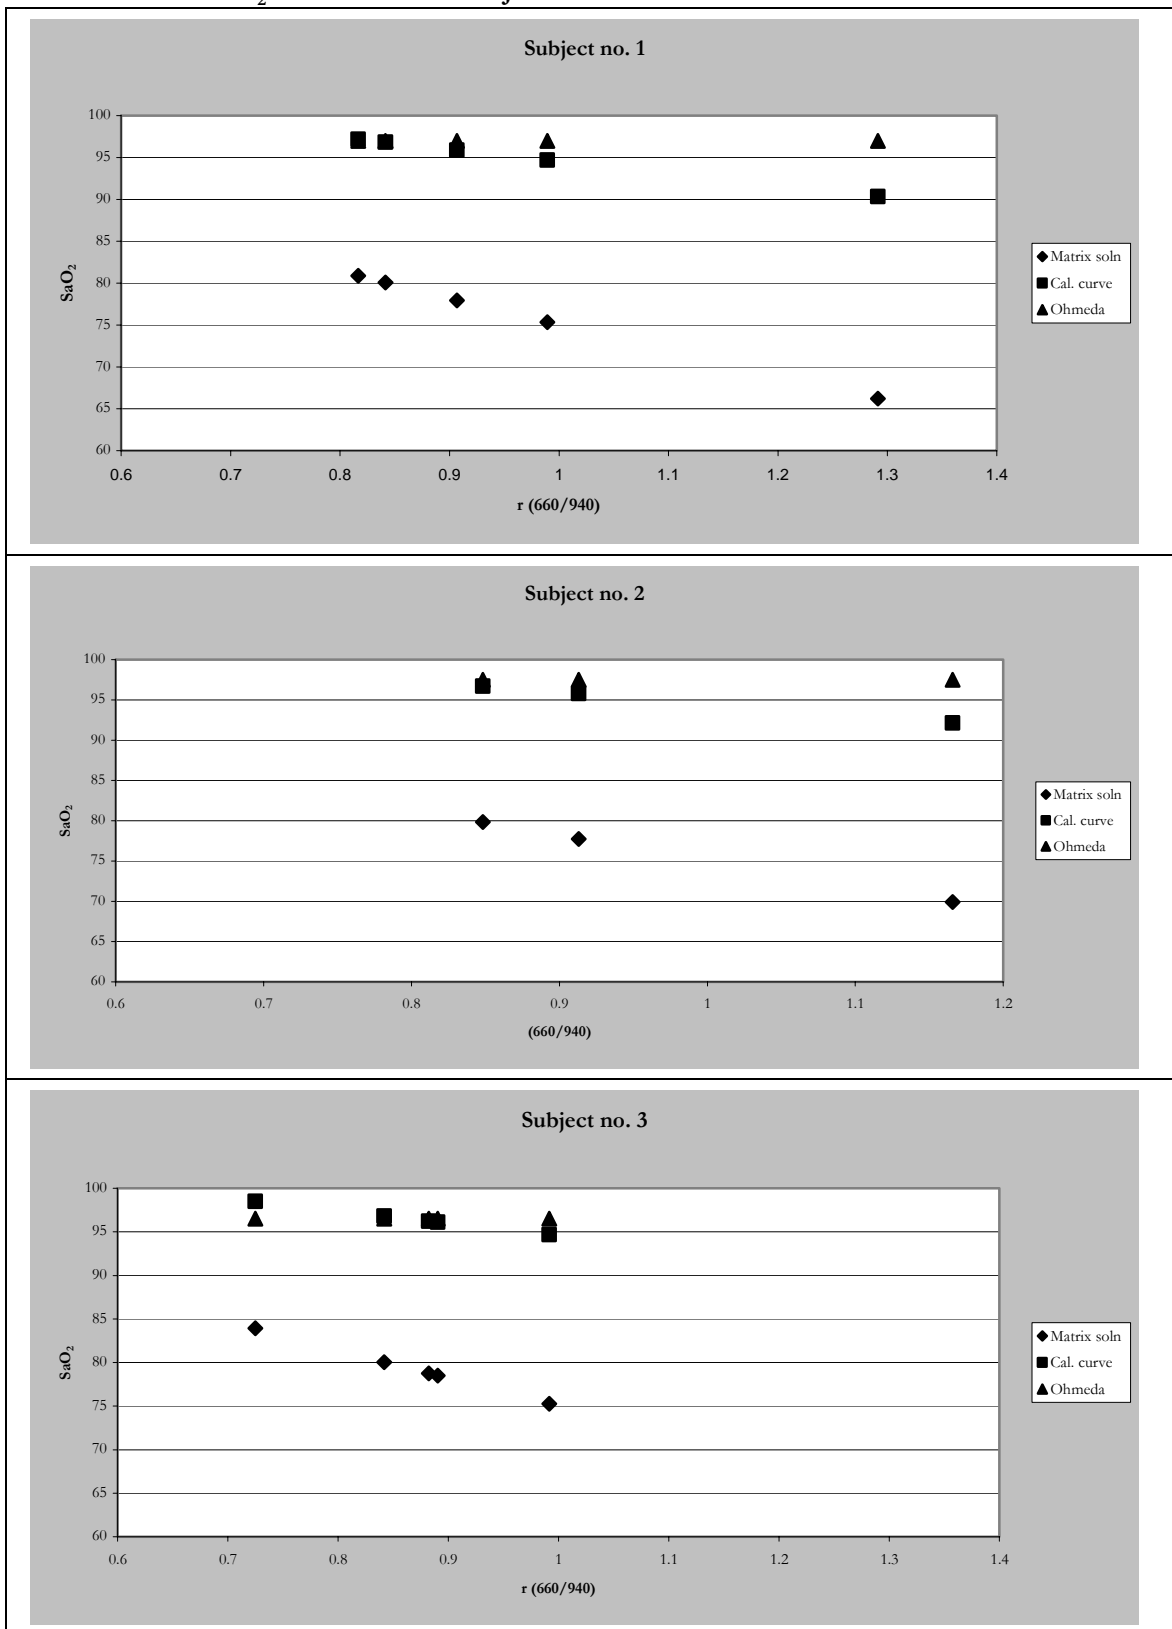 2
Subject no. 1
100
95
90
85
80
75
70
65
60
SaO2
0.6 0.7 0.8 0.9 1 1.1 1.2 1.3 1.4
r (660/940)
Matrix soln
Cal. curve
Ohmeda
Subject no. 2
100
95
90
85
80
75
70
65
60
SaO2
0.6 0.7 0.8 0.9 1 1.1 1.2
(660/940)
Matrix soln
Cal. curve
Ohmeda
Subject no. 3
100
95
90
85
80
75
70
65
60
SaO2
0.6 0.7 0.8 0.9 1 1.1 1.2 1.3 1.4
r (660/940)
Matrix soln
Cal. curve
Ohmeda